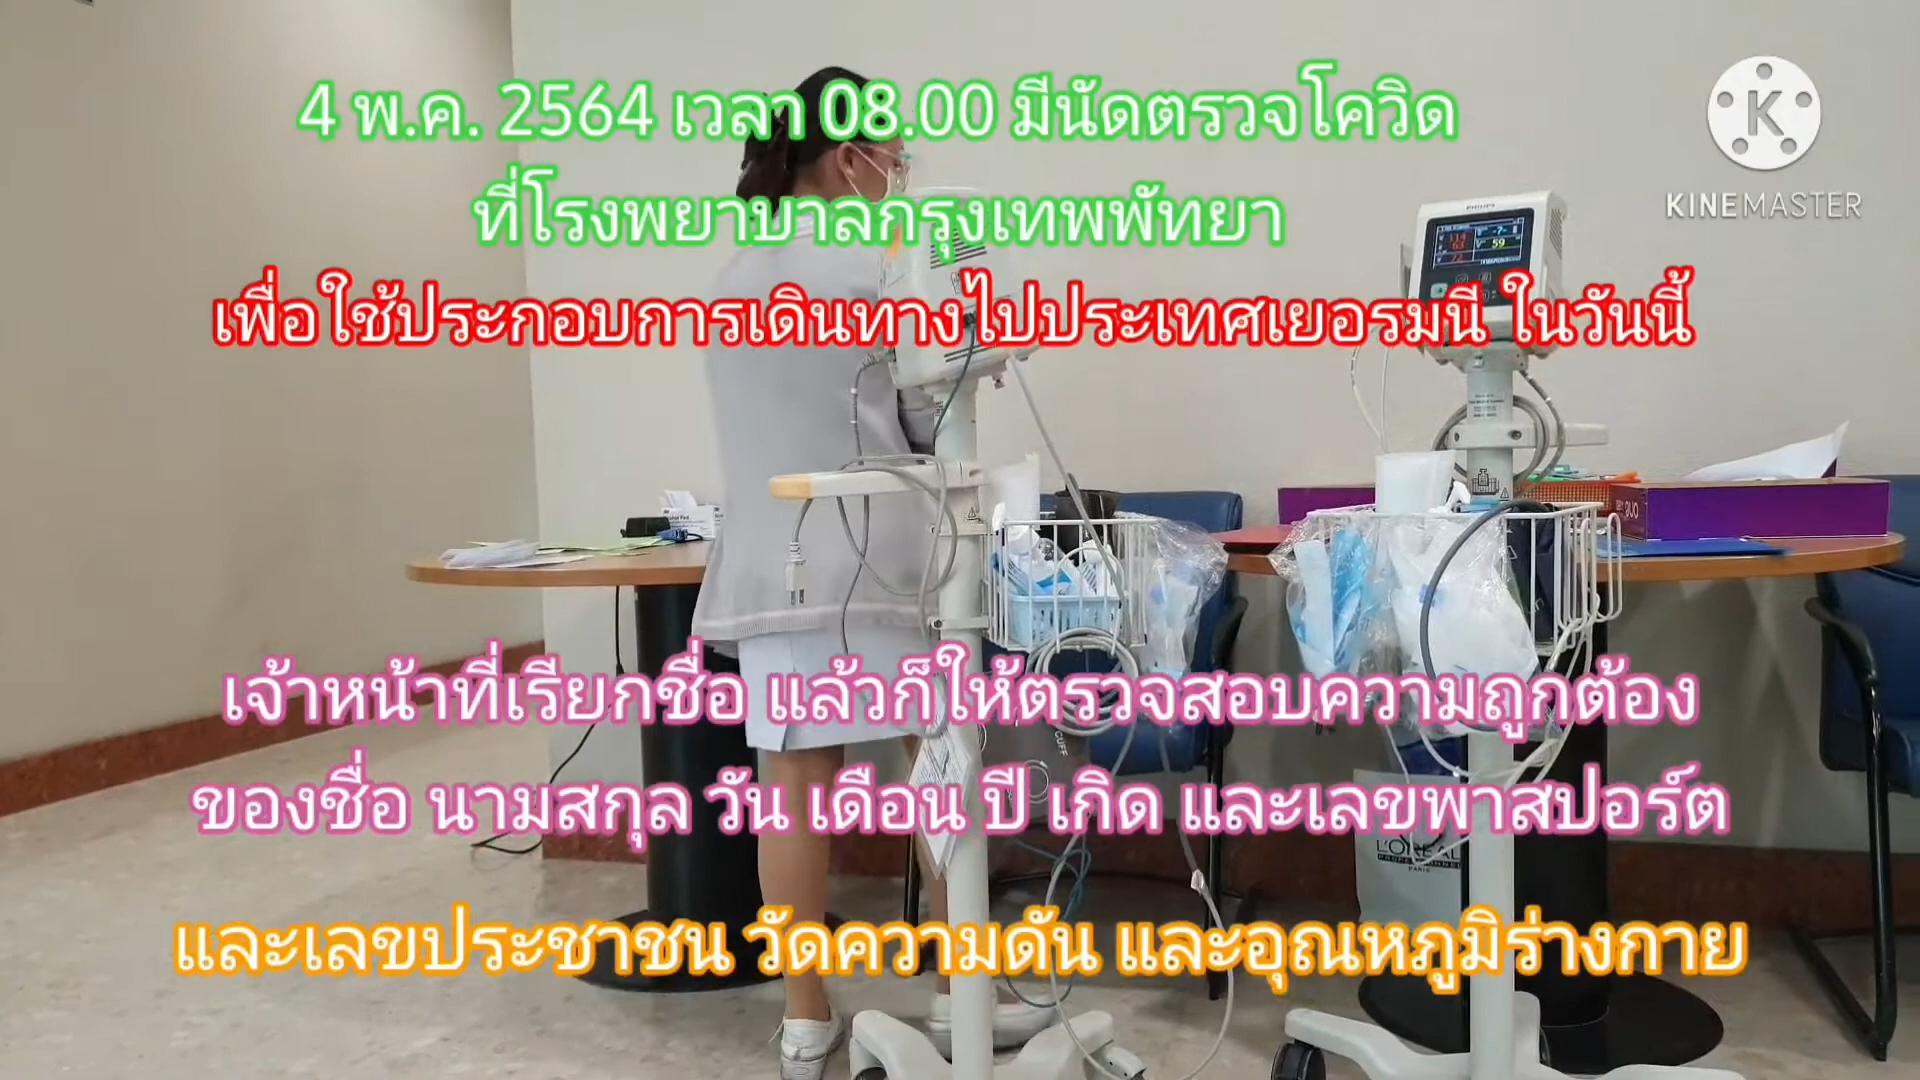 4 พ.ค. 2564 เวลา 08.00 มีนัดตรวจโควิด
ที่โรงพยาบาลกรุงเทพพัทยา
เพื่อใช้ประกอบการเดินทางไปประเทศเยอรมนี ในวันนี้
K
KINEMASTER
PHILIPS
114
63
72
59
เจ้าหน้าที่เรียกชื่อ แล้วก็ให้ตรวจสอบความถูกต้อง
ของชื่อ นามสกุล วัน เดือน ปี เกิด และเลขพาสปอร์ต
CUFF
L'ORÉAL
PROFESSIONNEL
PARIS
และเลขประชาชน วัดความดัน และอุณหภูมิร่างกาย